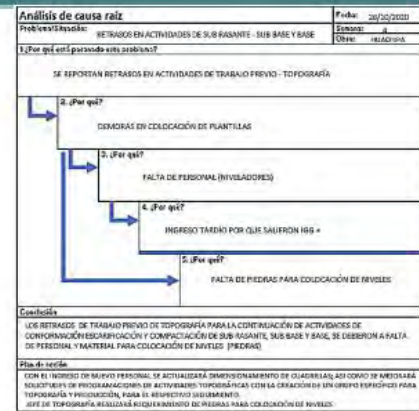 Análisis de causa raíz
Fecha: 26/10/2020
Problema/Situación: RETRASOS EN ACTIVIDADES DE SUB RASANTE - SUB BASE Y BASE
Semana: 4
Obra:
1.¿Por qué está pasando este problema?
SE REPORTAN RETRASOS EN ACTIVIDADES DE TRABAJO PREVIO - TOPOGRAFÍA
2. ¿Por qué?
DEMORAS EN COLOCACIÓN DE PLANTILLAS
3. ¿Por qué?
FALTA DE PERSONAL (NIVELADORES)
4. ¿Por qué?
INGRESO TARDÍO POR QUE SALIERON IGG +
5. ¿Por qué?
FALTA DE PIEDRAS PARA COLOCACIÓN DE NIVELES
Conclusión
LOS RETRASOS DE TRABAJO PREVIO DE TOPOGRAFÍA PARA LA CONTINUACIÓN DE ACTIVIDADES DE
CONFORMACIÓN ESCARIFICACIÓN Y COMPACTACIÓN DE SUB-RASANTE, SUB BASE Y BASE, SE DEBIERON A FALTA
DE PERSONAL Y MATERIAL PARA COLOCACIÓN DE NIVELES (PIEDRAS)
Plan de acción
CON EL INGRESO DE NUEVO PERSONAL SE ACTUALIZARÁ DIMENSIONAMIENTO DE CUADRILLAS; ASI COMO SE MEJORARÁ
SOLICITUDES DE PROGRAMACIONES DE ACTIVIDADES TOPOGRÁFICAS CON LA CREACIÓN DE UN GRUPO ESPECÍFICO PARA
TOPOGRAFÍA Y PRODUCCIÓN, PARA EL RESPECTIVO SEGUIMIENTO.
JEFE DE TOPOGRAFÍA REALIZARÁ REQUERIMIENTO DE PIEDRAS PARA COLOCACIÓN DE NIVELES